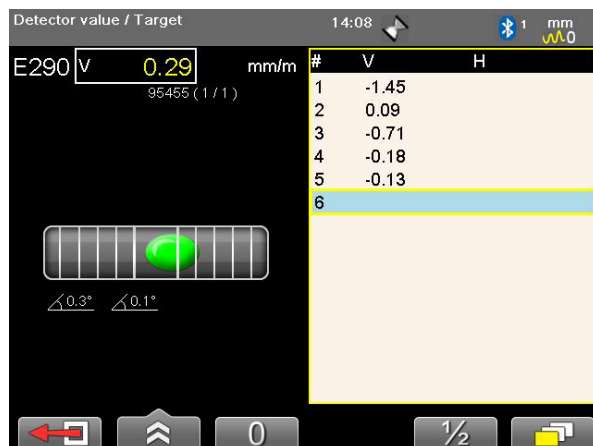 Detector value / Target 14:08 1 mm
0
E290 V 0.29 mm/m
95455 ( 1 / 1 )
# V H
1 -1.45
2 0.09
3 -0.71
4 -0.18
5 -0.13
6
0.3° 0.1°
0 ½